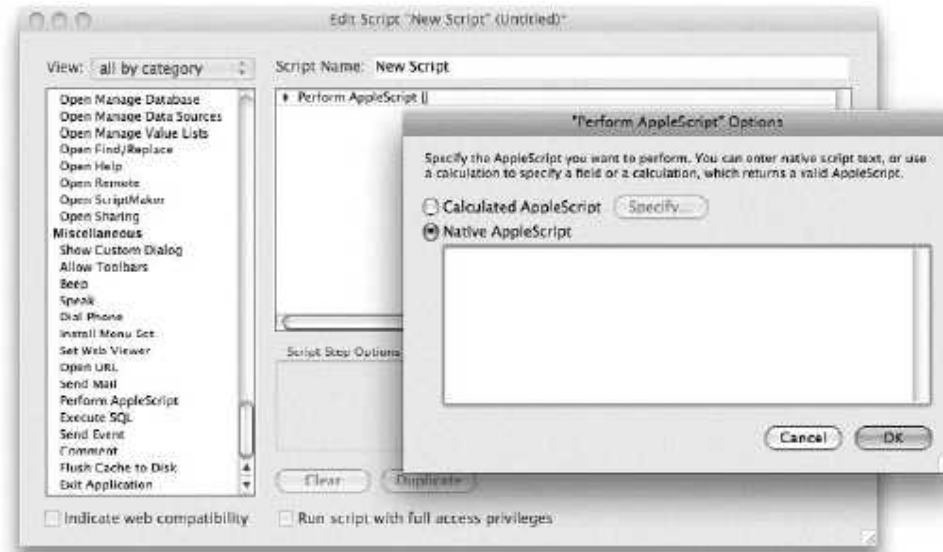 Edit Script "New Script" (Untitled)*
View: all by category
Script Name: New Script
Open Manage Database
Open Manage Data Sources
Open Manage Value Lists
Open Find/Replace
Open Help
Open Remote
Open ScriptMaker
Open Sharing
Miscellaneous
Show Custom Dialog
Allow Toolbars
Beep
Speak
Dial Phone
Install Menu Set
Set Web Viewer
Open URL
Send Mail
Perform AppleScript
Execute SQL
Send Event
Comment
Flush Cache to Disk
Exit Application
Perform AppleScript []
Script Step Options
Clear
Duplicate
Indicate web compatibility
Run script with full access privileges
"Perform AppleScript" Options
Specify the AppleScript you want to perform. You can enter native script text, or use
a calculation to specify a field or a calculation, which returns a valid AppleScript.
Calculated AppleScript
Specify...
Native AppleScript
Cancel
OK